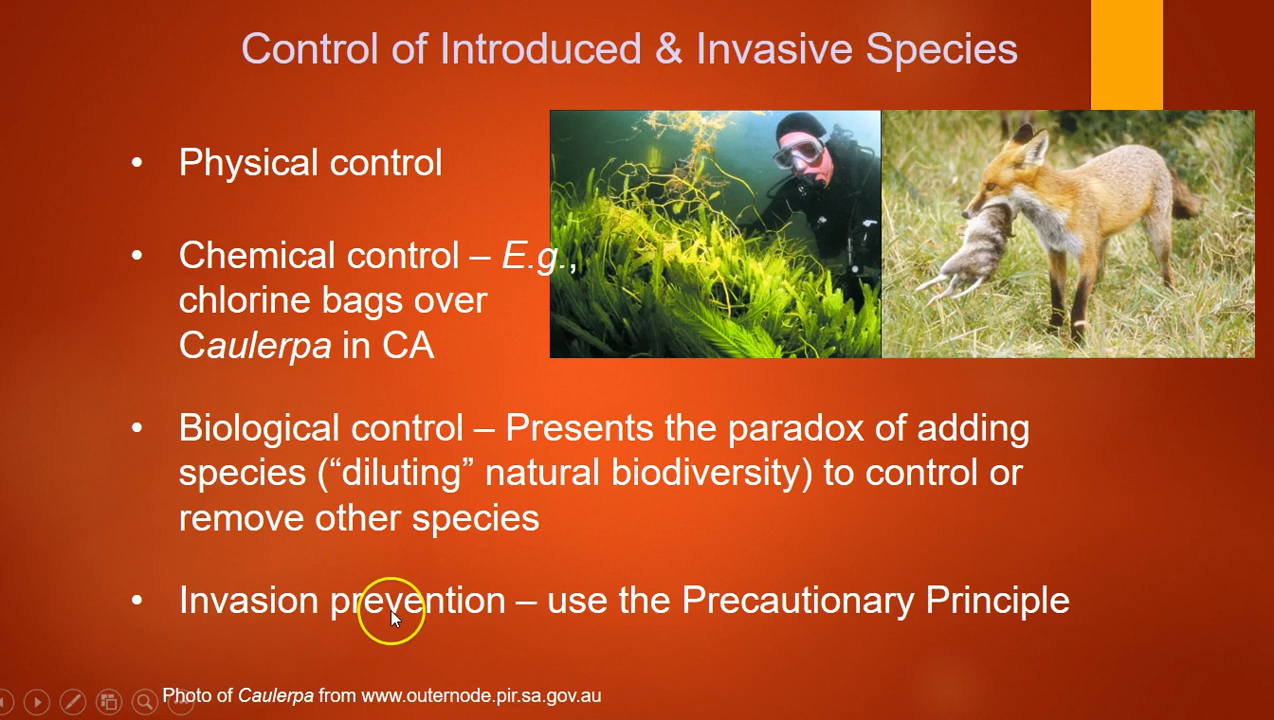 Control of Introduced & Invasive Species
• Physical control
• Chemical control – E.g.,
chlorine bags over
Caulerpa in CA
• Biological control – Presents the paradox of adding
species (“diluting” natural biodiversity) to control or
remove other species
• Invasion prevention – use the Precautionary Principle
Photo of Caulerpa from www.outernode.pir.sa.gov.au